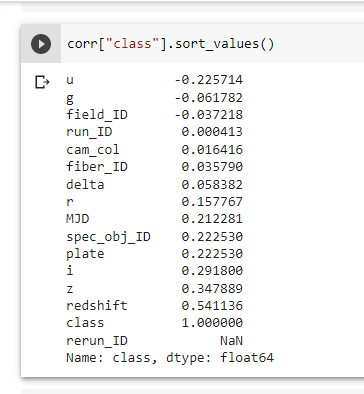 corr["class"].sort_values()
u -0.225714
g -0.061782
field_ID -0.037218
run_ID 0.000413
cam_col 0.016416
fiber_ID 0.035790
delta 0.058382
r 0.157767
MJD 0.212281
spec_obj_ID 0.222530
plate 0.222530
i 0.291800
z 0.347889
redshift 0.541136
class 1.000000
rerun_ID NaN
Name: class, dtype: float64